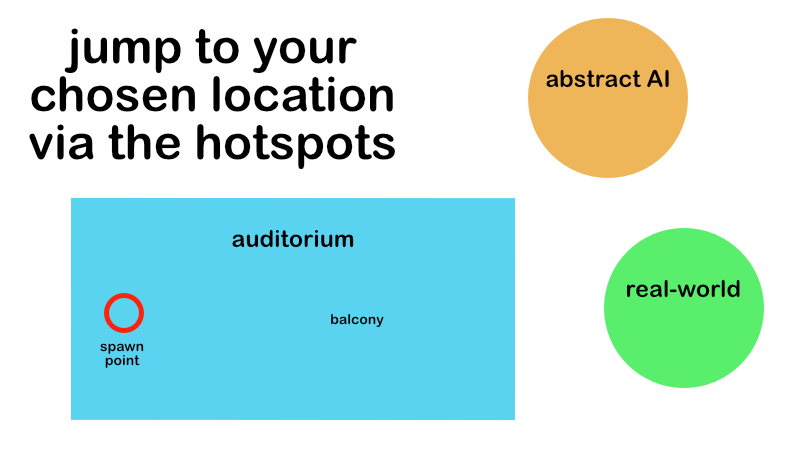 jump to your
chosen location
via the hotspots
abstract AI
auditorium
real-world
balcony
spawn
point